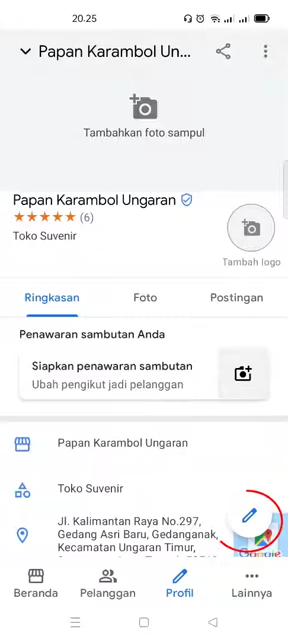 20.25
Papan Karambol Un...
Tambahkan foto sampul
Papan Karambol Ungaran
(6)
Toko Suvenir
Tambah logo
Ringkasan
Foto
Postingan
Penawaran sambutan Anda
Siapkan penawaran sambutan
Ubah pengikut jadi pelanggan
Papan Karambol Ungaran
Toko Suvenir
Jl. Kalimantan Raya No.297,
Gedang Asri Baru, Gedanganak,
Kecamatan Ungaran Timur,
Google
Beranda
Pelanggan
Profil
Lainnya